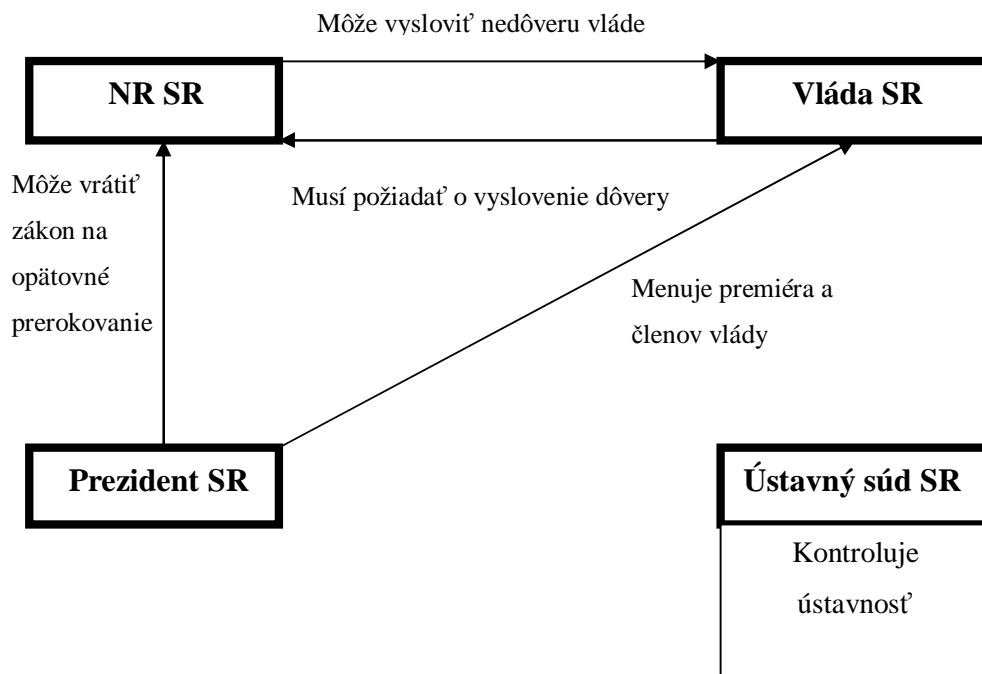 Môže vysloviť nedôveru vláde
NR SR
Vláda SR
Môže vrátiť
zákon na
opätovné
prerokovanie
Musí požiadať o vyslovenie dôvery
Menuje premiéra a
členov vlády
Prezident SR
Ústavný súd SR
Kontroluje
ústavnosť